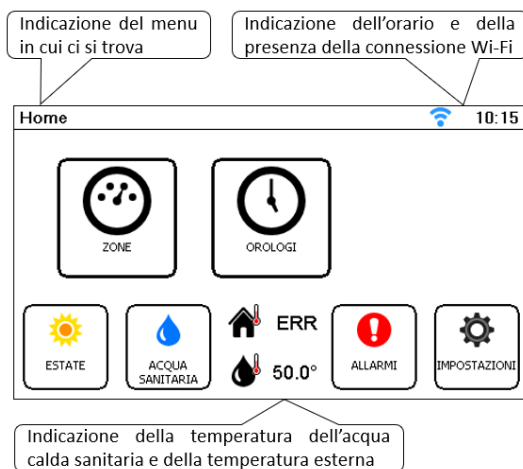 Indicazione del menu
in cui ci si trova
Indicazione dell'orario e della
presenza della connessione Wi-Fi
Home
10:15
ZONE
OROLOGI
ERR
ESTATE
ACQUA
SANITARIA
50.0°
ALLARMI
IMPOSTAZIONI
Indicazione della temperatura dell'acqua
calda sanitaria e della temperatura esterna